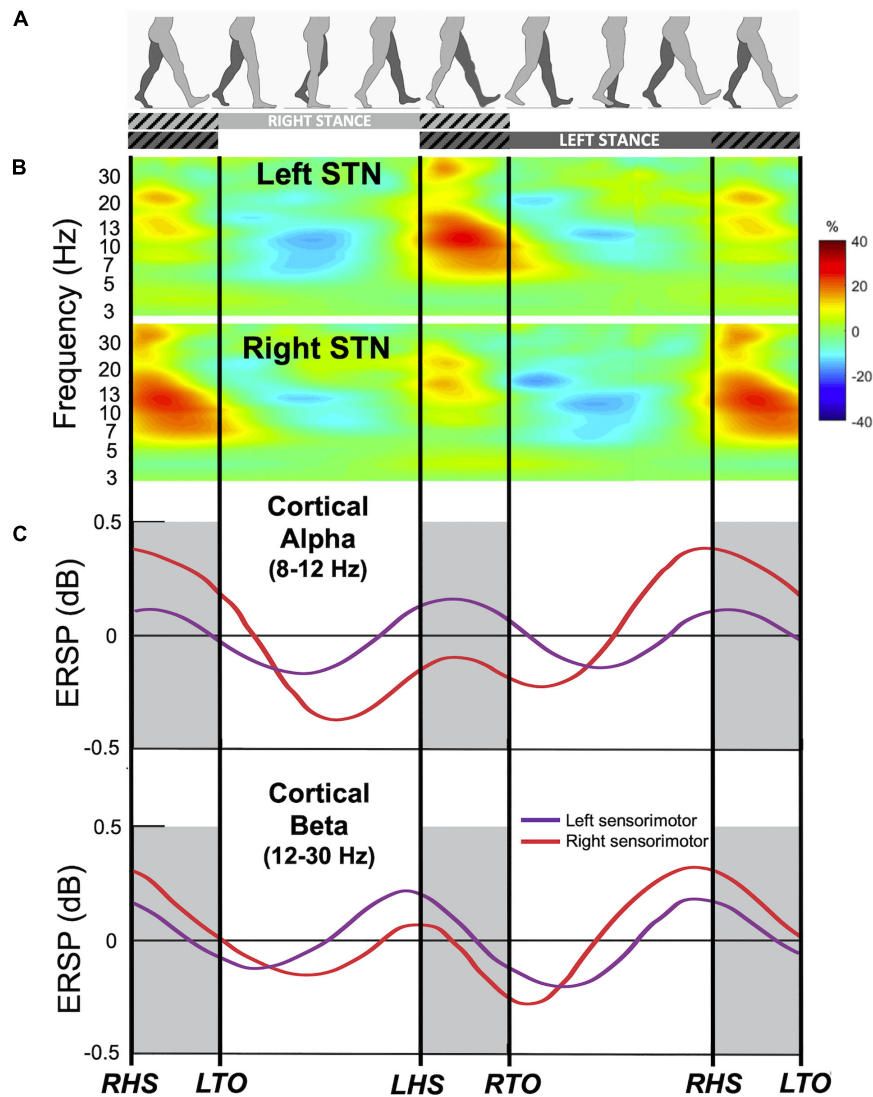 A
RIGHT STANCE
LEFT STANCE
B
Left STN
30
20
13
10
7
5
3
Right STN
30
20
13
10
7
5
3
Frequency (Hz)
%
40
20
0
-20
-40
C
Cortical
Alpha
(8-12 Hz)
0.5
0
-0.5
ERSP (dB)
Cortical
Beta
(12-30 Hz)
Left sensorimotor
Right sensorimotor
0.5
0
-0.5
ERSP (dB)
RHS LTO LHS RTO RHS LTO